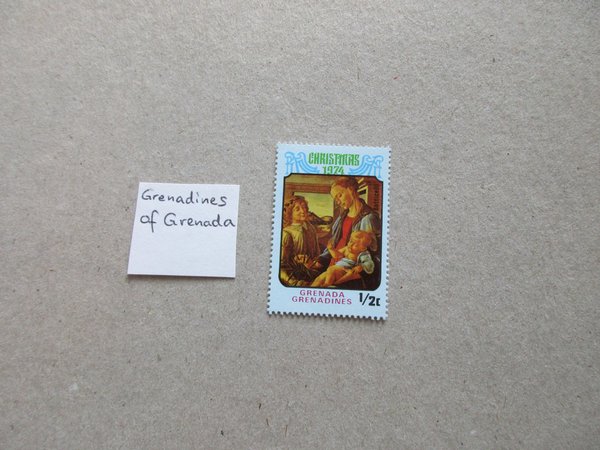 Grenadines
of Grenada
CHRISTMAS
1974
GRENADA
GRENADINES
1/2¢